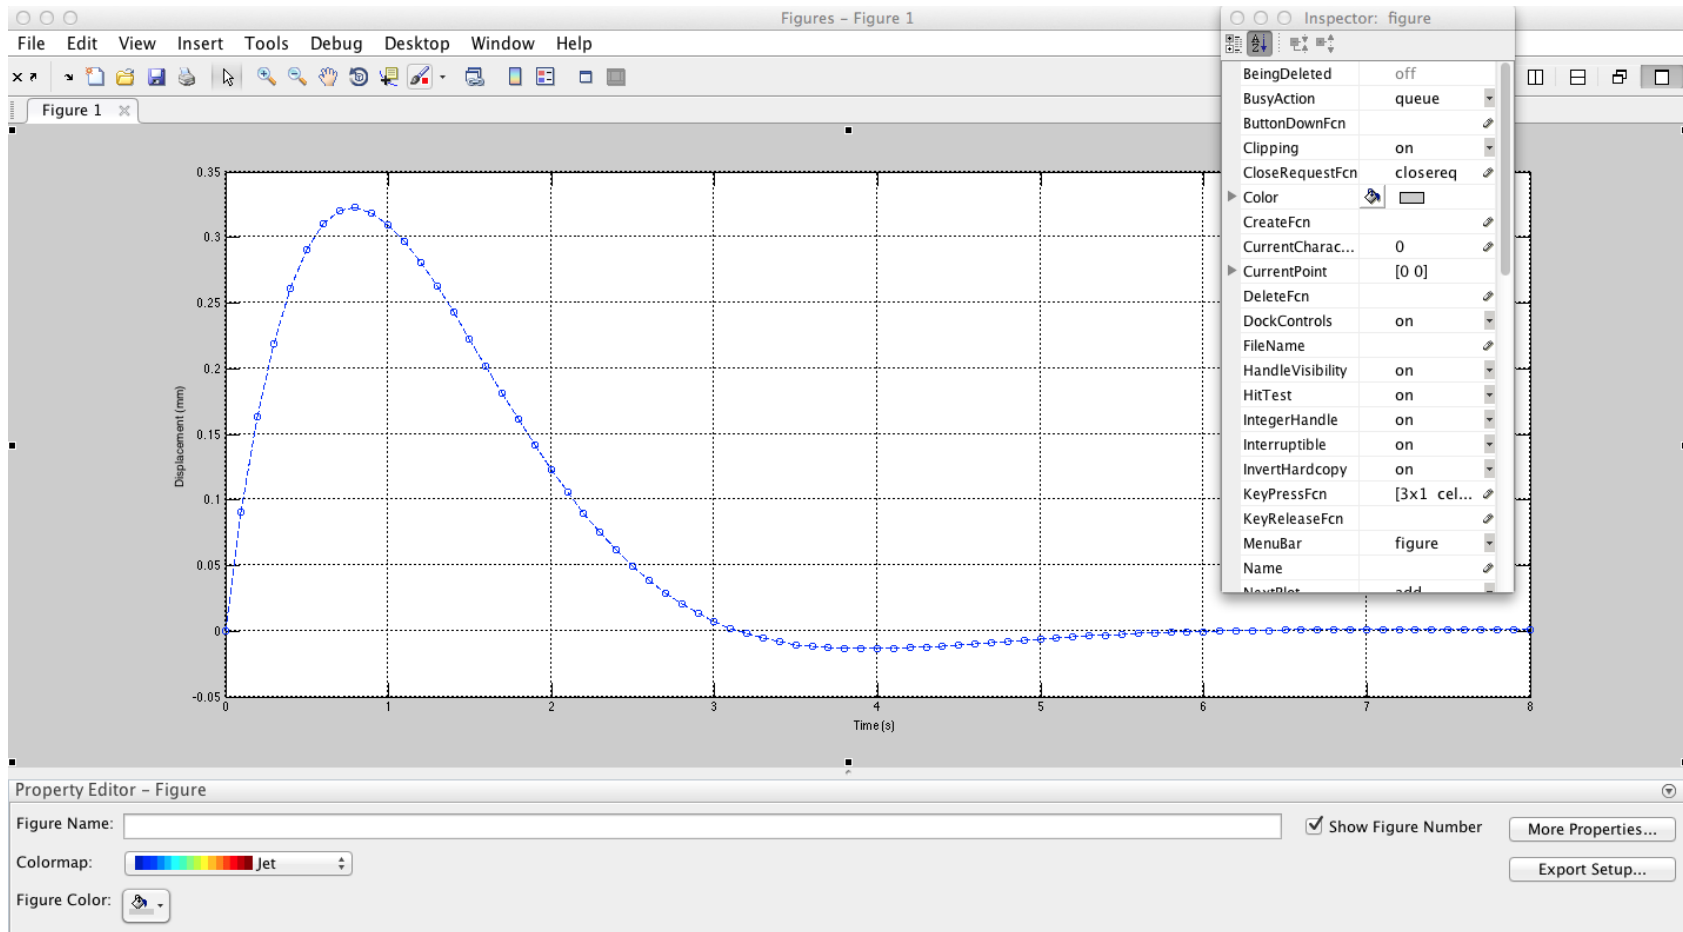 Figures – Figure 1
File Edit View Insert Tools Debug Desktop Window Help
Figure 1
0.35
0.3
0.25
0.2
0.15
0.1
0.05
0
-0.05
Displacement (mm)
0 1 2 3 4 5 6 7 8
Time (s)
Inspector: figure
BeingDeleted off
BusyAction queue
ButtonDownFcn
Clipping on
CloseRequestFcn closereq
Color
CreateFcn
CurrentCharac... 0
CurrentPoint [0 0]
DeleteFcn
DockControls on
FileName
HandleVisibility on
HitTest on
IntegerHandle on
Interruptible on
InvertHardcopy on
KeyPressFcn [3x1 cel...
KeyReleaseFcn
MenuBar figure
Name
NextPlot add
Property Editor – Figure
Figure Name:
Show Figure Number
More Properties...
Colormap: Jet
Export Setup...
Figure Color: